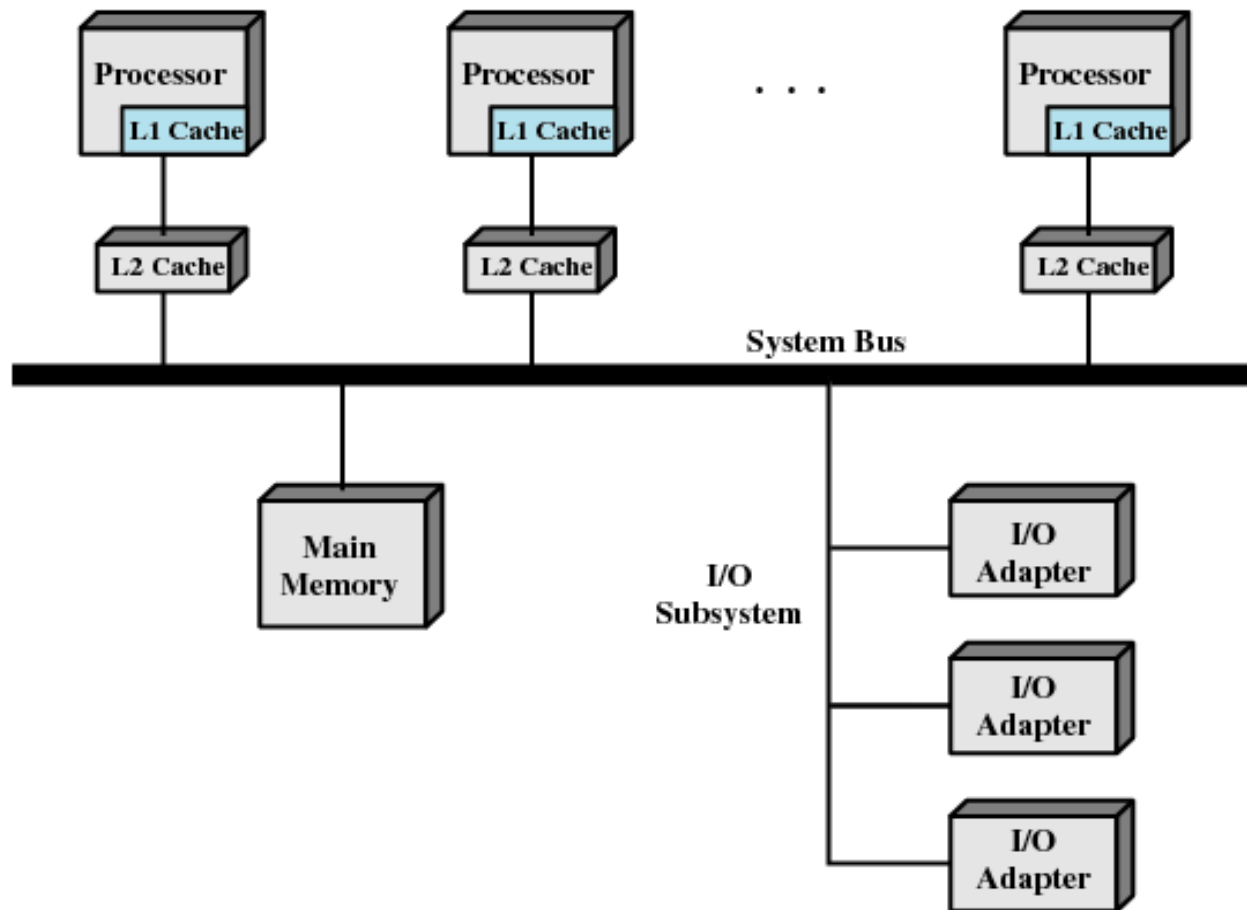 Processor
L1 Cache
L2 Cache
Processor
L1 Cache
L2 Cache
. . .
Processor
L1 Cache
L2 Cache
System Bus
Main
Memory
I/O
Subsystem
I/O
Adapter
I/O
Adapter
I/O
Adapter